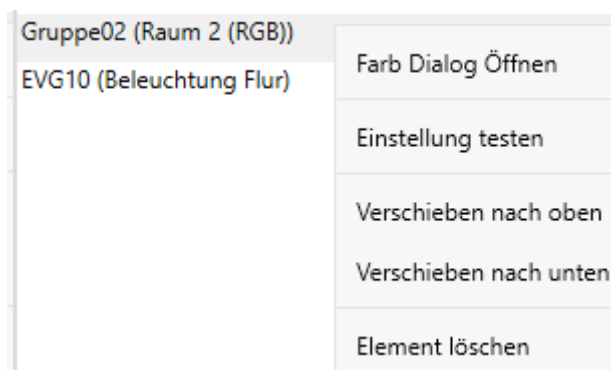 Gruppe02 (Raum 2 (RGB))
EVG10 (Beleuchtung Flur)
Farb Dialog Öffnen
Einstellung testen
Verschieben nach oben
Verschieben nach unten
Element löschen